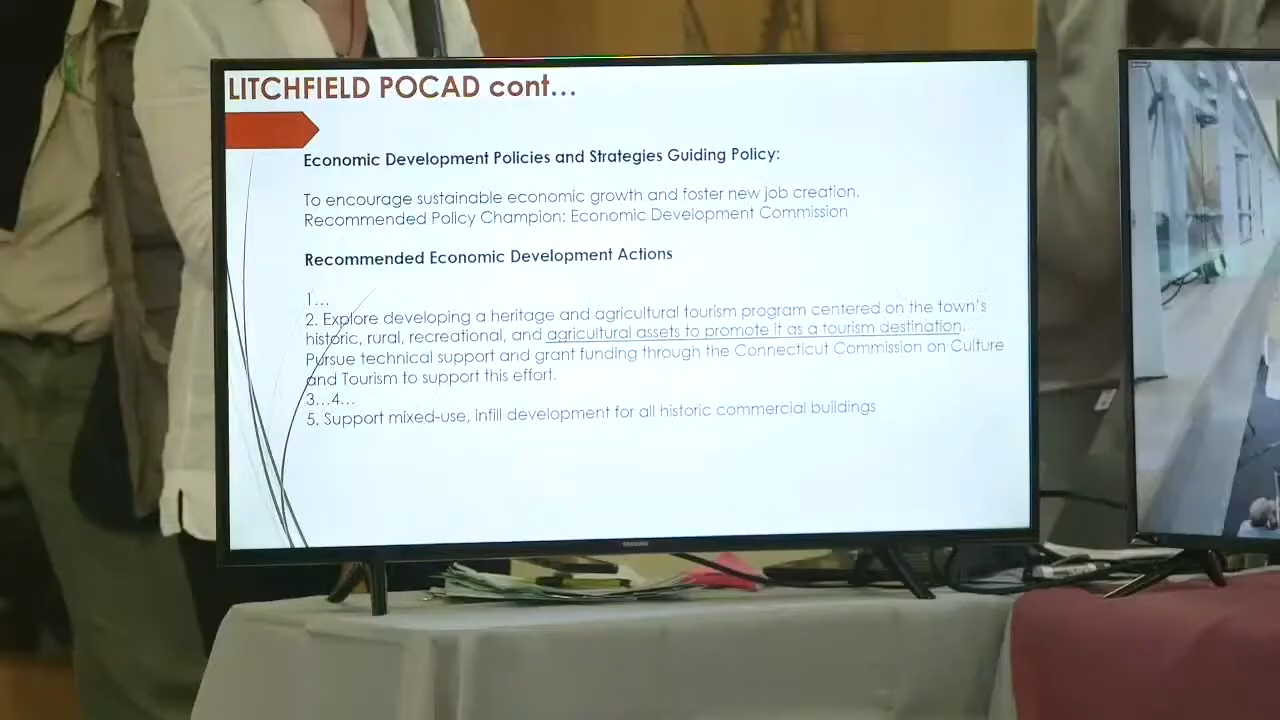 LITCHFIELD POCAD cont...
Economic Development Policies and Strategies Guiding Policy:
To encourage sustainable economic growth and foster new job creation.
Recommended Policy Champion: Economic Development Commission
Recommended Economic Development Actions
1...
2. Explore developing a heritage and agricultural tourism program centered on the town's
historic, rural, recreational, and agricultural assets to promote it as a tourism destination.
Pursue technical support and grant funding through the Connecticut Commission on Culture
and Tourism to support this effort.
3...4...
5. Support mixed-use, infill development for all historic commercial buildings
SAMSUNG